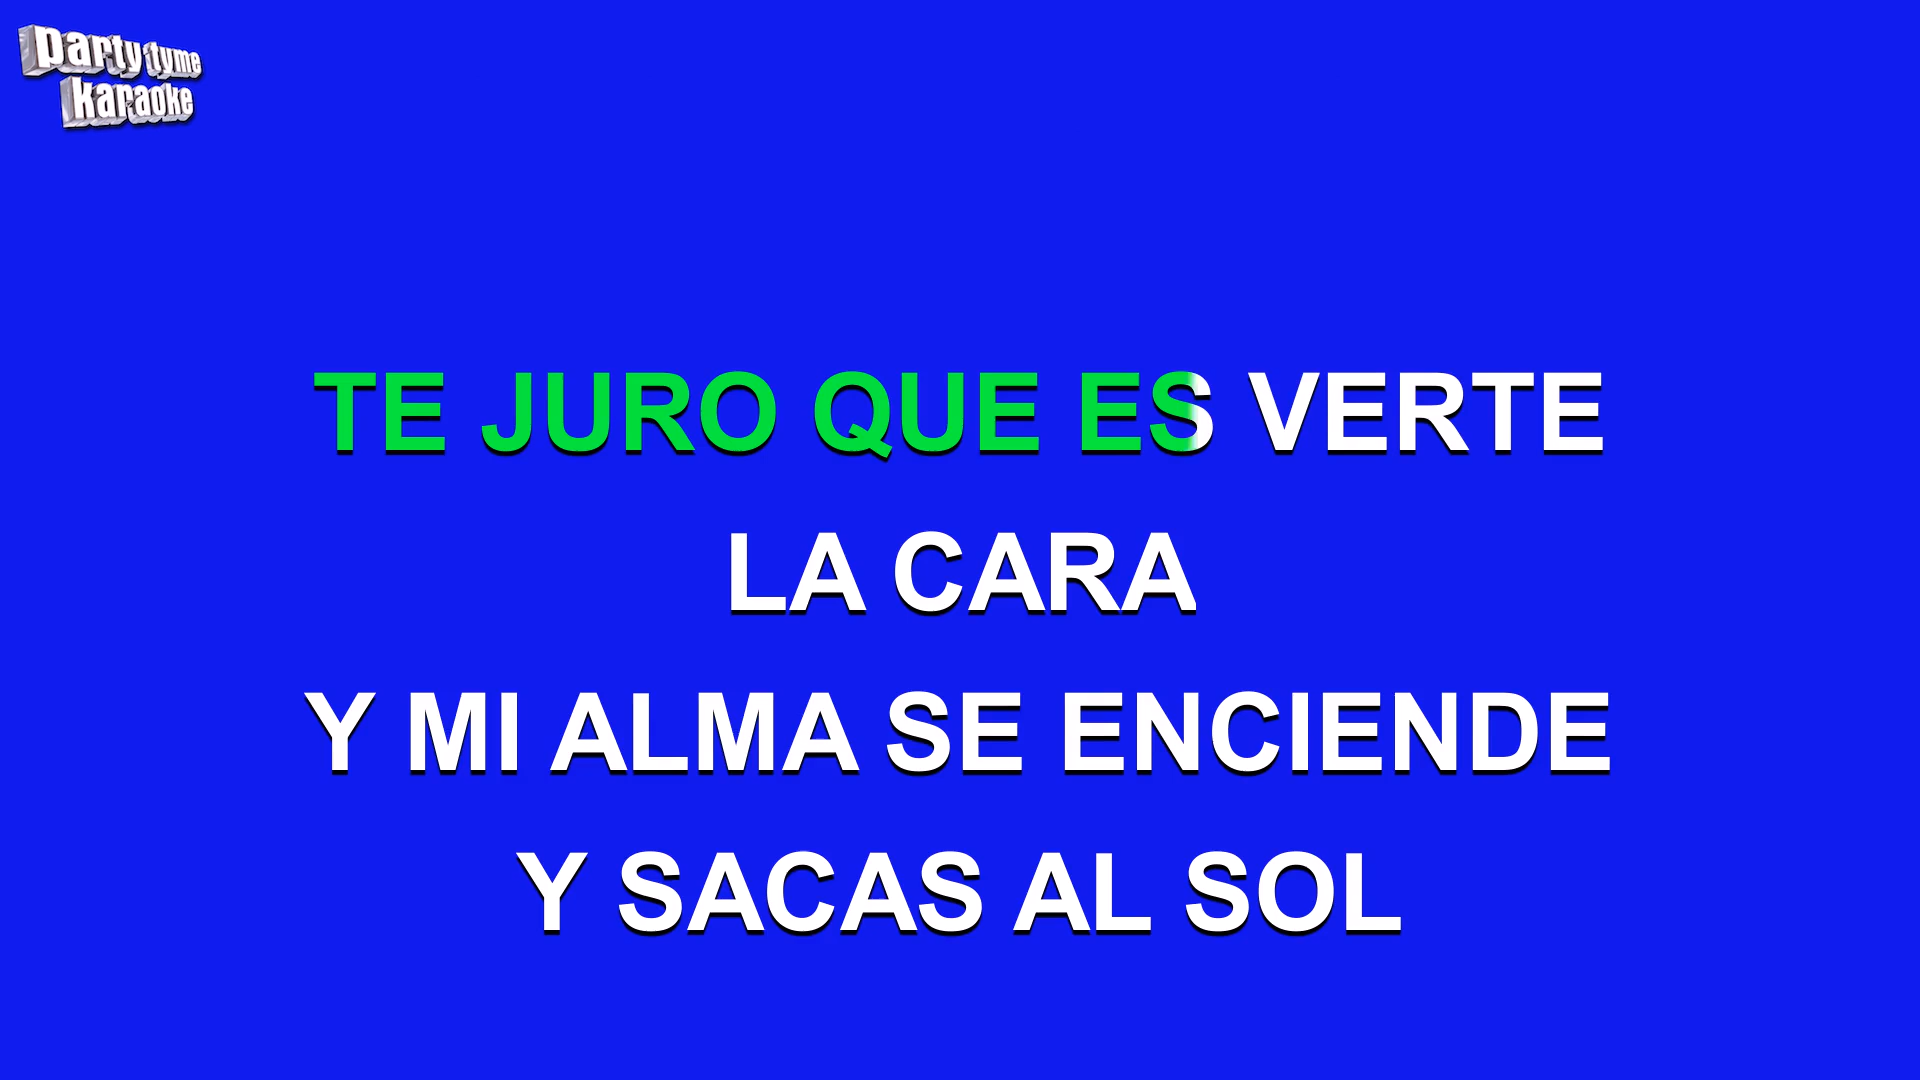 party tyme
karaoke
TE JURO QUE ES VERTE
LA CARA
Y MI ALMA SE ENCIENDE
Y SACAS AL SOL